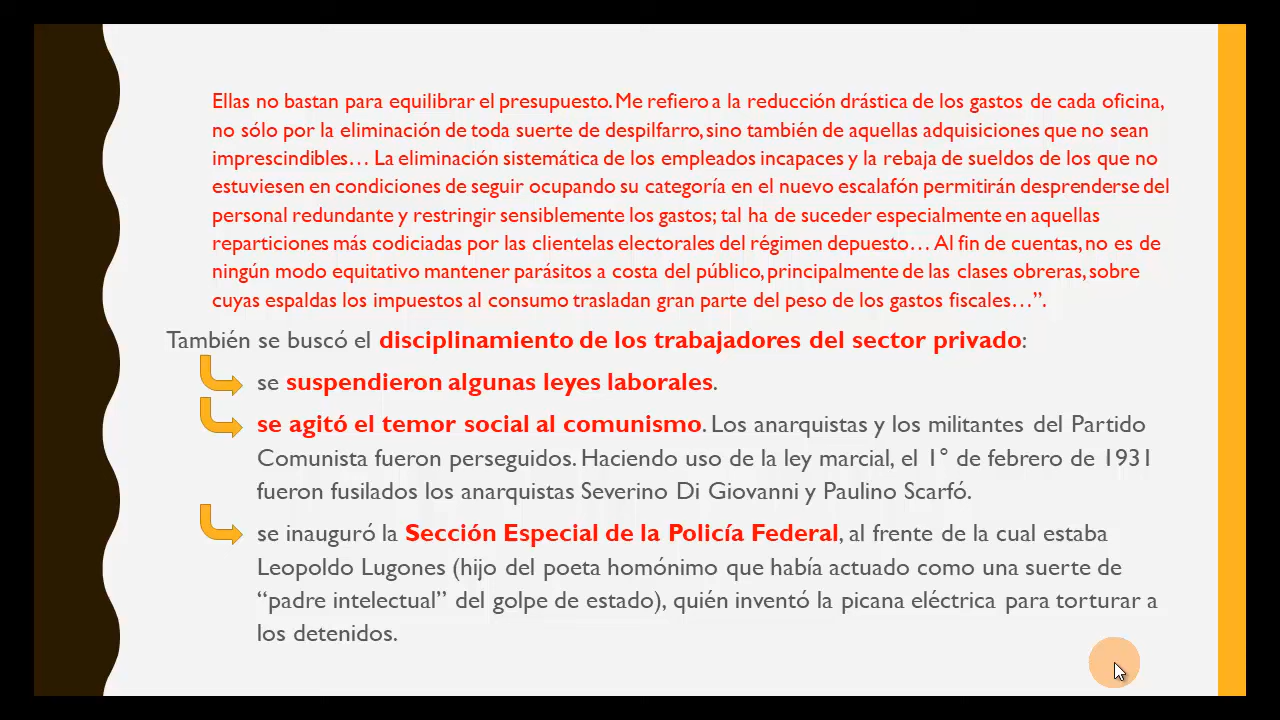 Ellas no bastan para equilibrar el presupuesto. Me refiero a la reducción drástica de los gastos de cada oficina,
no sólo por la eliminación de toda suerte de despilfarro, sino también de aquellas adquisiciones que no sean
imprescindibles… La eliminación sistemática de los empleados incapaces y la rebaja de sueldos de los que no
estuviesen en condiciones de seguir ocupando su categoría en el nuevo escalafón permitirán desprenderse del
personal redundante y restringir sensiblemente los gastos; tal ha de suceder especialmente en aquellas
reparticiones más codiciadas por las clientelas electorales del régimen depuesto… Al fin de cuentas, no es de
ningún modo equitativo mantener parásitos a costa del público, principalmente de las clases obreras, sobre
cuyas espaldas los impuestos al consumo trasladan gran parte del peso de los gastos fiscales…”.
También se buscó el disciplinamiento de los trabajadores del sector privado:
se suspendieron algunas leyes laborales.
se agitó el temor social al comunismo. Los anarquistas y los militantes del Partido
Comunista fueron perseguidos. Haciendo uso de la ley marcial, el 1° de febrero de 1931
fueron fusilados los anarquistas Severino Di Giovanni y Paulino Scarfó.
se inauguró la Sección Especial de la Policía Federal, al frente de la cual estaba
Leopoldo Lugones (hijo del poeta homónimo que había actuado como una suerte de
“padre intelectual” del golpe de estado), quién inventó la picana eléctrica para torturar a
los detenidos.